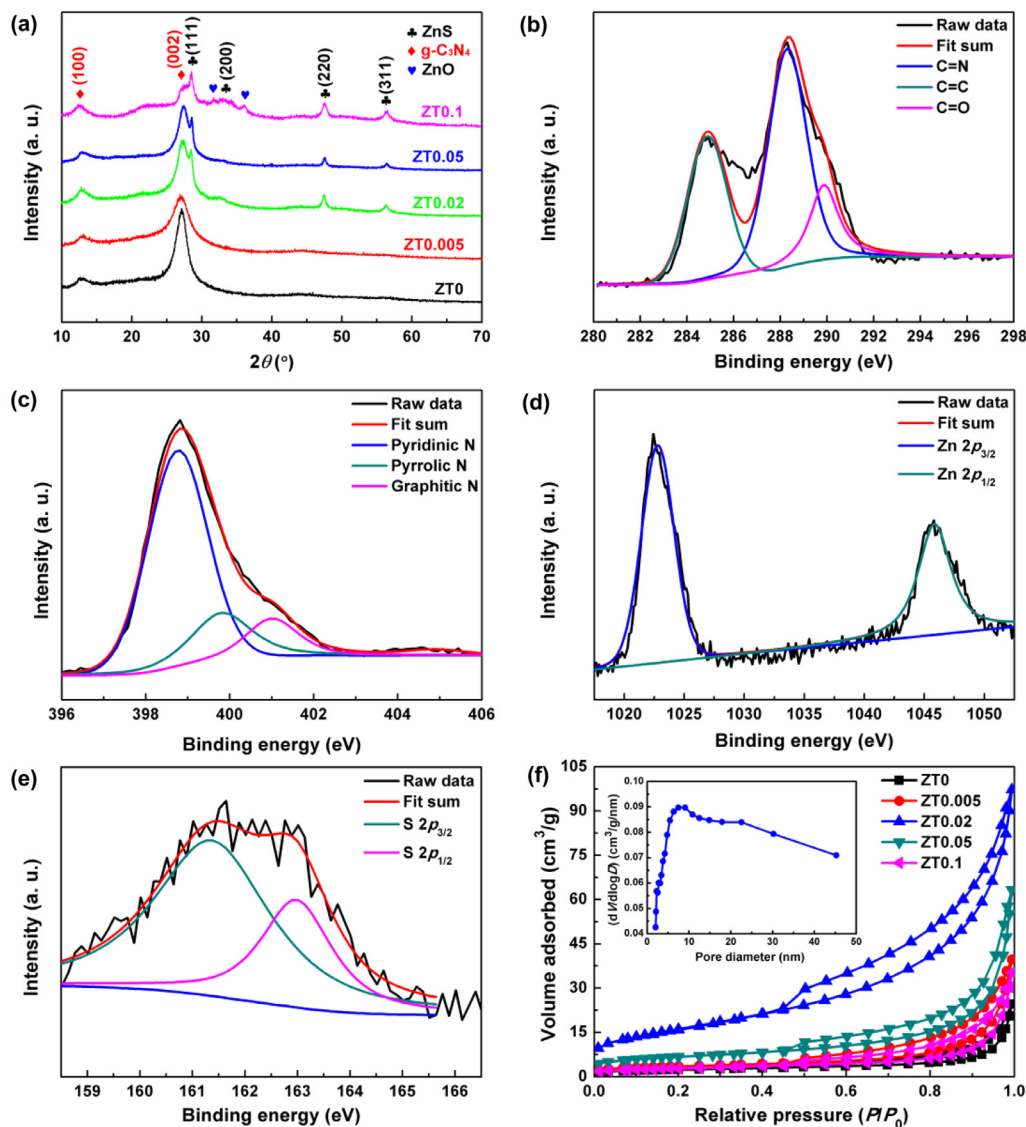 (a)
Intensity (a. u.)
(100)
(002)
(111)
(200)
(220)
(311)
♣ ZnS
♦ g-C₃N₄
♥ ZnO
ZT0.1
ZT0.05
ZT0.02
ZT0.005
ZT0
10 20 30 40 50 60 70
2θ (°)
(b)
Intensity (a. u.)
Raw data
Fit sum
C=N
C=C
C=O
280 282 284 286 288 290 292 294 296 298
Binding energy (eV)
(c)
Intensity (a. u.)
Raw data
Fit sum
Pyridinic N
Pyrrolic N
Graphitic N
396 398 400 402 404 406
Binding energy (eV)
(d)
Intensity (a. u.)
Raw data
Fit sum
Zn 2p3/2
Zn 2p1/2
1020 1025 1030 1035 1040 1045 1050
Binding energy (eV)
(e)
Intensity (a. u.)
Raw data
Fit sum
S 2p3/2
S 2p1/2
159 160 161 162 163 164 165 166
Binding energy (eV)
(f)
Volume adsorbed (cm³/g)
105
90
75
60
45
30
15
0
ZT0
ZT0.005
ZT0.02
ZT0.05
ZT0.1
(dV/dlogD) (cm³/g/nm)
0.10
0.09
0.08
0.07
0.06
0.05
0.04
0 10 20 30 40 50
Pore diameter (nm)
0.0 0.2 0.4 0.6 0.8 1.0
Relative pressure (P/P₀)